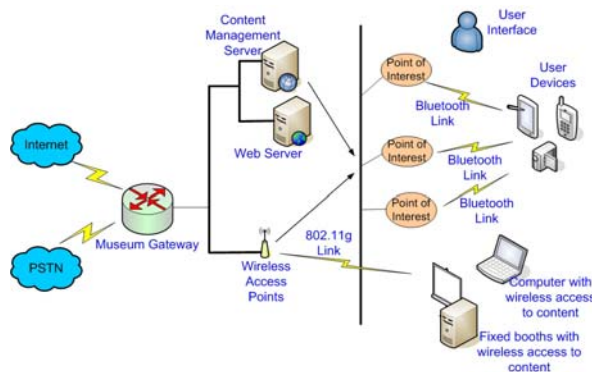 Content
Management
Server
User
Interface
Point of
Interest
User
Devices
Bluetooth
Link
Internet
Web Server
Point of
Interest
Bluetooth
Link
Point of
Interest
Bluetooth
Link
Museum Gateway
802.11g
Link
PSTN
Wireless
Access
Points
Computer with
wireless access
to content
Fixed booths with
wireless access to
content